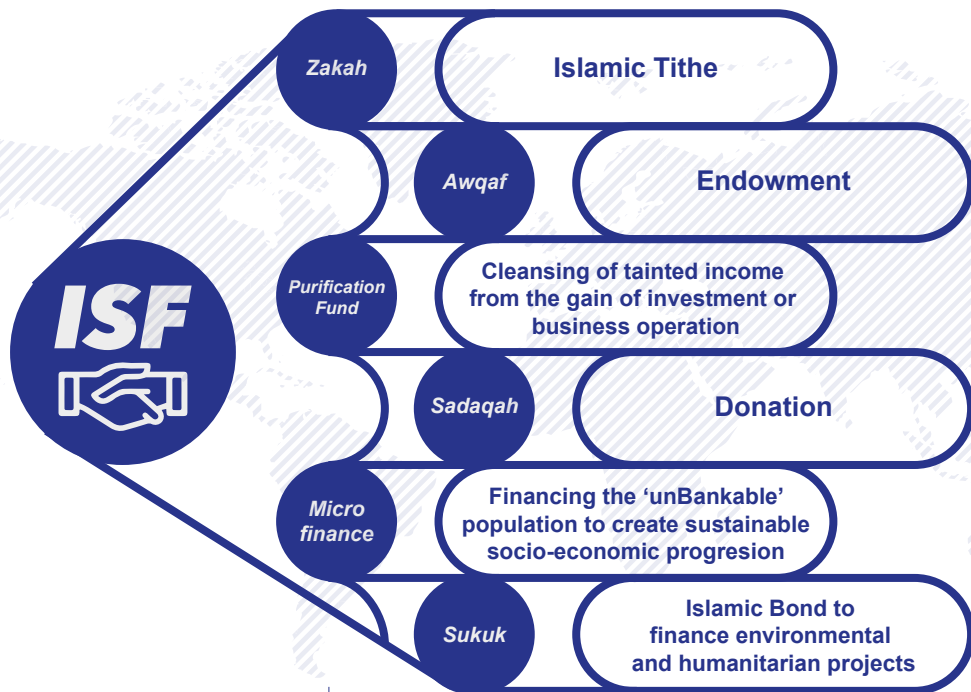 ISF
Zakah
Islamic Tithe
Awqaf
Endowment
Purification
Fund
Cleansing of tainted income
from the gain of investment or
business operation
Sadaqah
Donation
Micro
finance
Financing the ‘unBankable’
population to create sustainable
socio-economic progresion
Sukuk
Islamic Bond to
finance environmental
and humanitarian projects